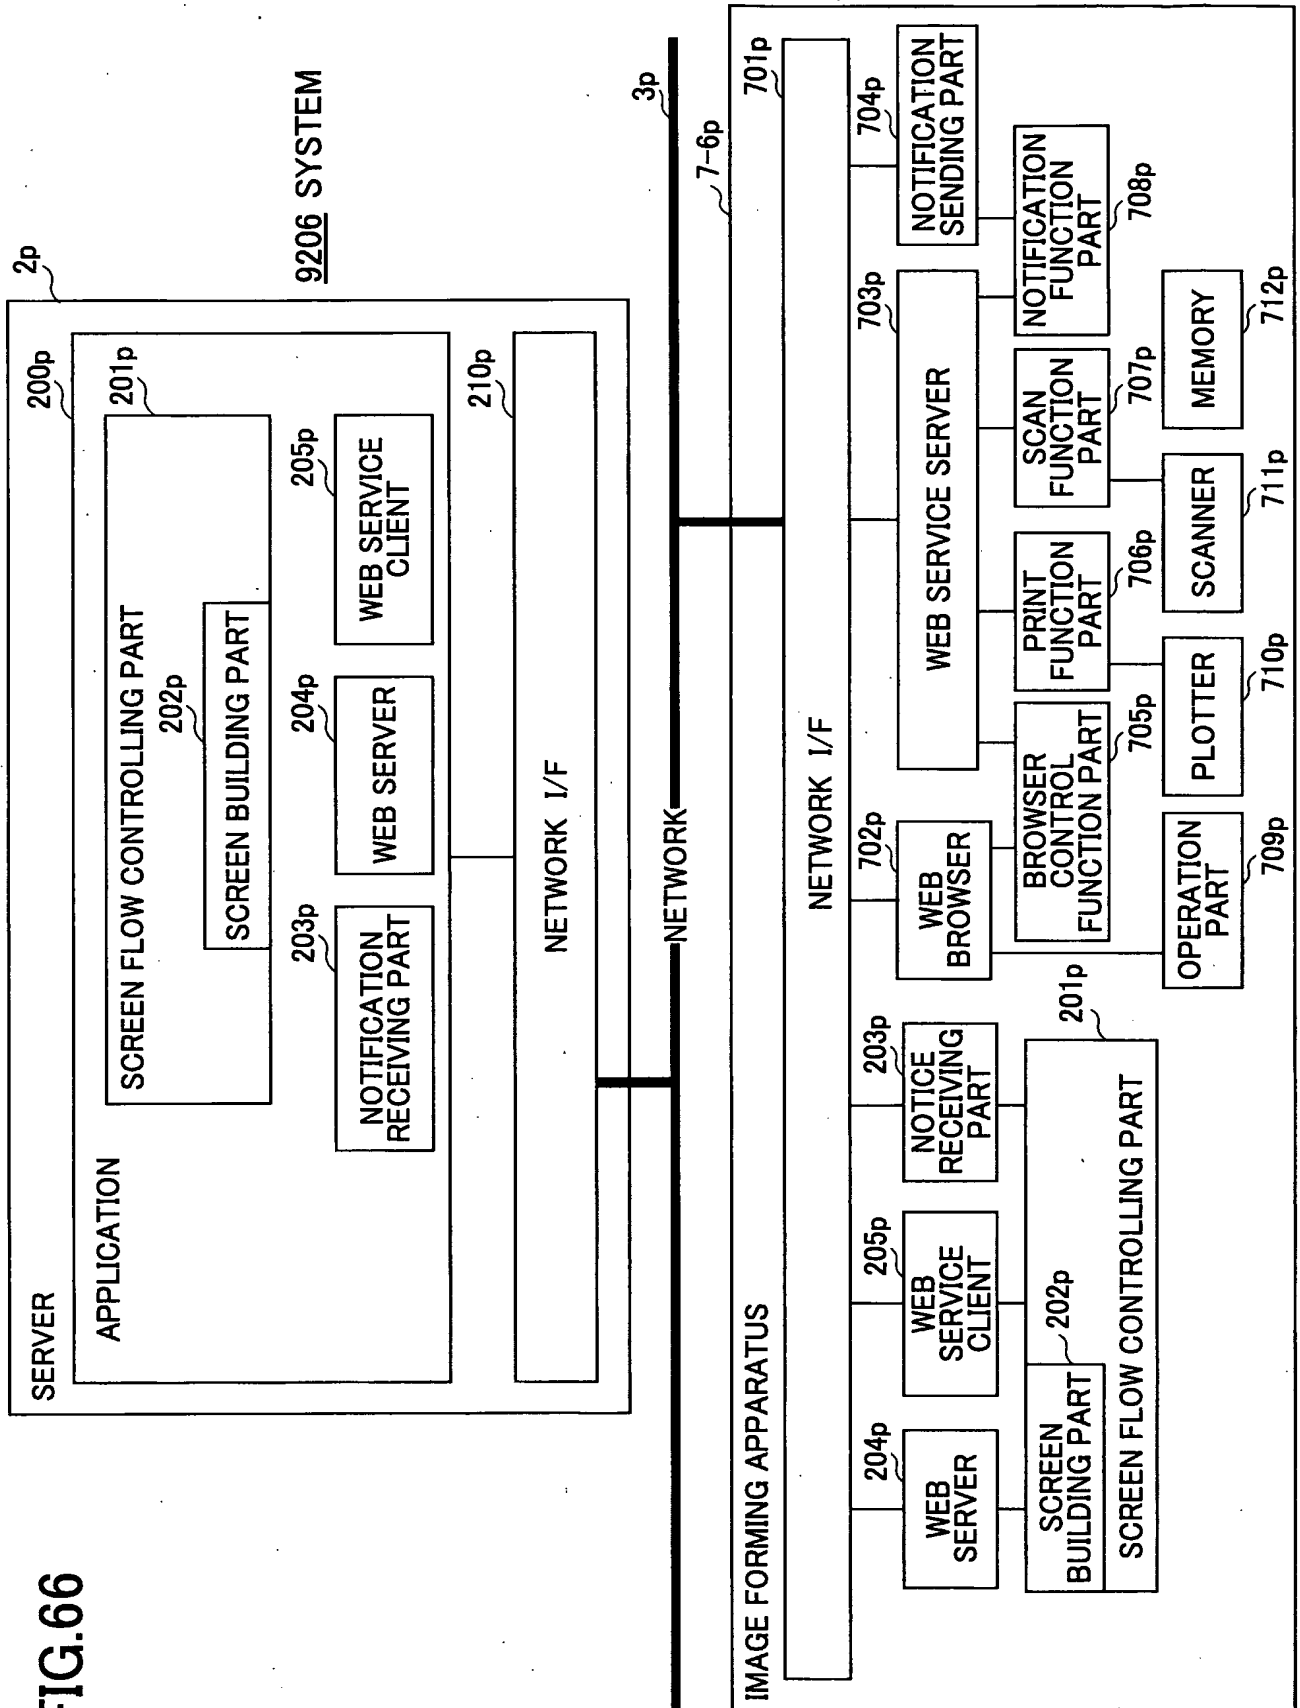 FIG.66
9206 SYSTEM
2p
SERVER
200p
APPLICATION
201p
SCREEN FLOW CONTROLLING PART
202p
SCREEN BUILDING PART
203p
NOTIFICATION
RECEIVING PART
204p
WEB SERVER
205p
WEB SERVICE
CLIENT
210p
NETWORK I/F
NETWORK
3p
7-6p
IMAGE FORMING APPARATUS
701p
NETWORK I/F
204p
WEB
SERVER
205p
WEB
SERVICE
CLIENT
203p
NOTICE
RECEIVING
PART
702p
WEB
BROWSER
703p
WEB SERVICE SERVER
704p
NOTIFICATION
SENDING PART
202p
SCREEN
BUILDING PART
201p
SCREEN FLOW CONTROLLING PART
BROWSER
CONTROL
FUNCTION PART
705p
PRINT
FUNCTION
PART
706p
SCAN
FUNCTION
PART
707p
NOTIFICATION
FUNCTION
PART
708p
OPERATION
PART
709p
PLOTTER
710p
SCANNER
711p
MEMORY
712p